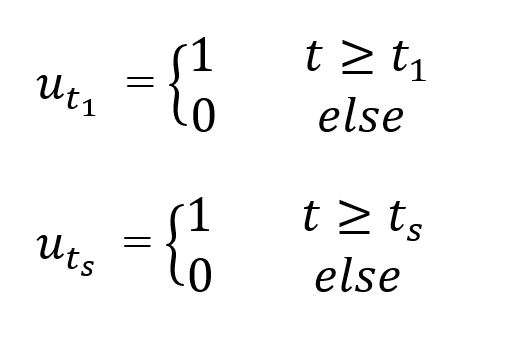 u_{t_1} = { 1 t ≥ t_1
0 else
u_{t_s} = { 1 t ≥ t_s
0 else